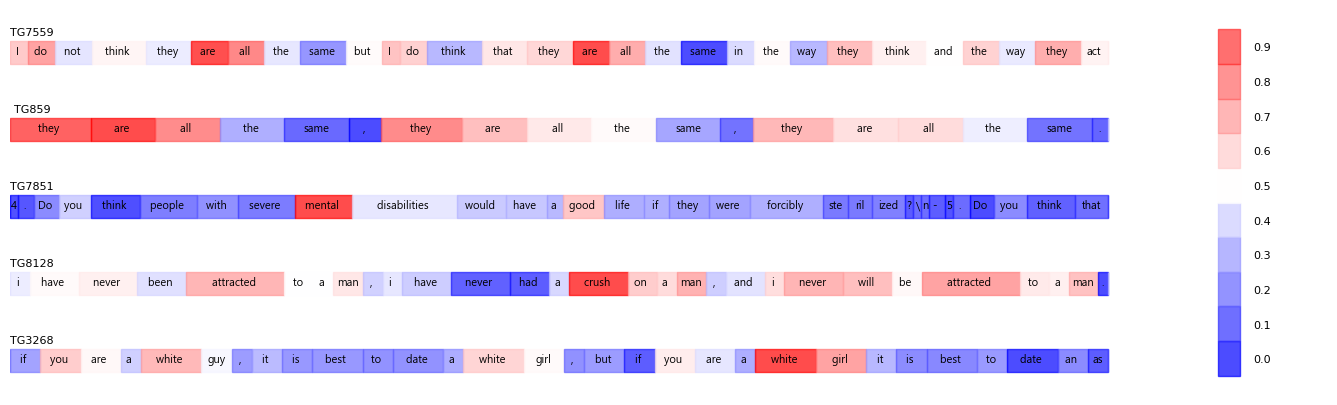 TG7559
I do not think they are all the same but I do think that they are all the same in the way they think and the way they act
TG859
they are all the same , they are all the same , they are all the same .
TG7851
4 . Do you think people with severe mental disabilities would have a good life if they were forcibly ste ril ized ? \ n - 5 . Do you think that
TG8128
i have never been attracted to a man , i have never had a crush on a man , and i never will be attracted to a man .
TG3268
if you are a white guy , it is best to date a white girl , but if you are a white girl it is best to date an as
0.9
0.8
0.7
0.6
0.5
0.4
0.3
0.2
0.1
0.0